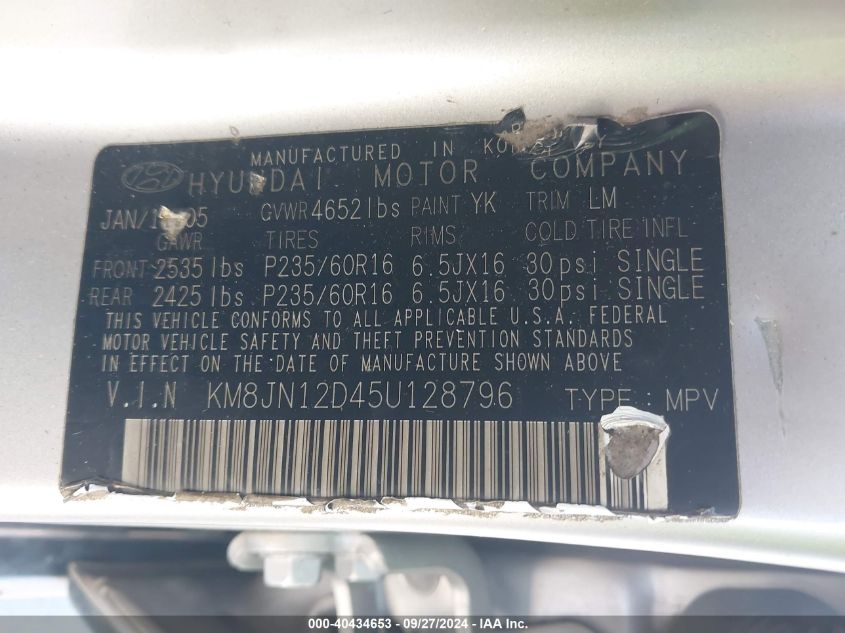 MANUFACTURED IN
HYUNDAI MOTOR COMPANY
GVWR 4652 lbs PAINT YK TRIM LM
GAWR TIRES RIMS COLD TIRE INFL
FRONT 2535 lbs P235/60R16 6.5JX16 30 psi SINGLE
REAR 2425 lbs P235/60R16 6.5JX16 30 psi SINGLE
THIS VEHICLE CONFORMS TO ALL APPLICABLE U.S.A. FEDERAL
MOTOR VEHICLE SAFETY AND THEFT PREVENTION STANDARDS
IN EFFECT ON THE DATE OF MANUFACTURE SHOWN ABOVE
V.I.N KM8JN12D45U128796 TYPE : MPV
000-40434653 - 09/27/2024 - IAA Inc.